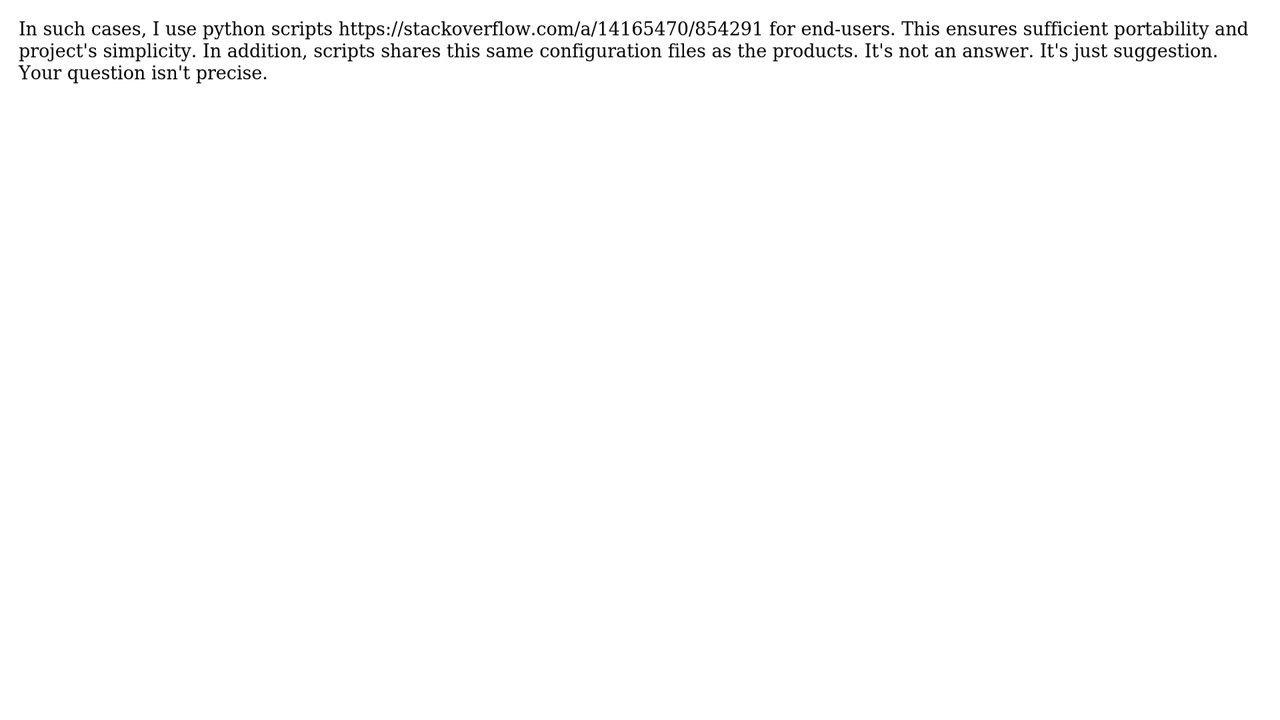 In such cases, I use python scripts https://stackoverflow.com/a/14165470/854291 for end-users. This ensures sufficient portability and
project's simplicity. In addition, scripts shares this same configuration files as the products. It's not an answer. It's just suggestion.
Your question isn't precise.